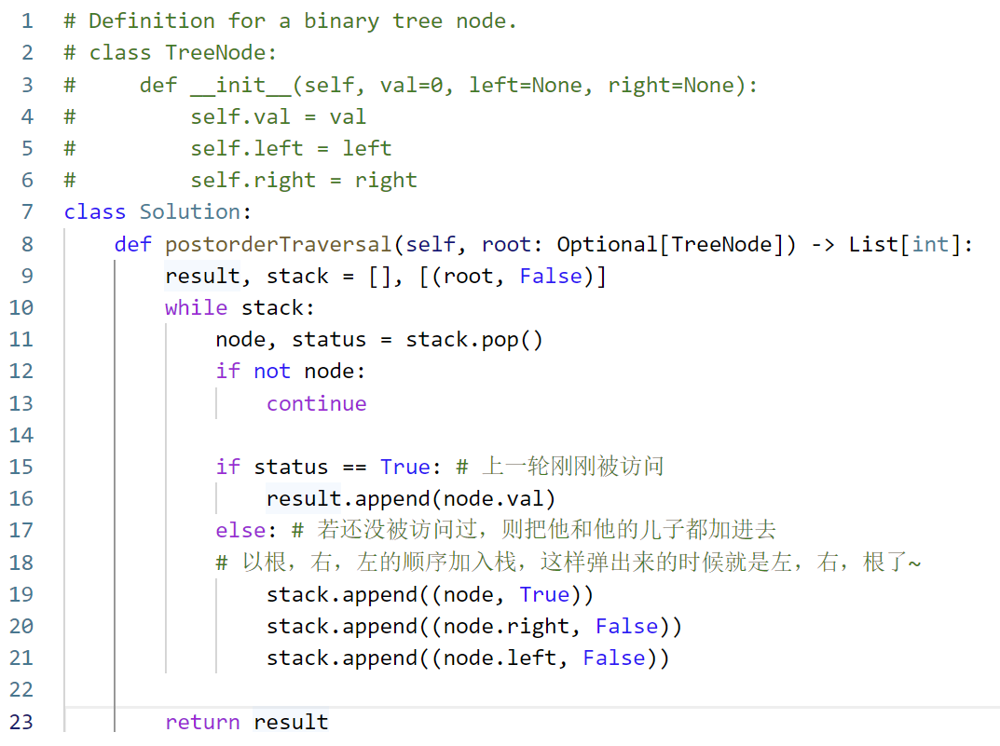 1 # Definition for a binary tree node.
2 # class TreeNode:
3 #     def __init__(self, val=0, left=None, right=None):
4 #         self.val = val
5 #         self.left = left
6 #         self.right = right
7 class Solution:
8     def postorderTraversal(self, root: Optional[TreeNode]) -> List[int]:
9         result, stack = [], [(root, False)]
10         while stack:
11             node, status = stack.pop()
12             if not node:
13                 continue
14
15             if status == True: # 上一轮刚刚被访问
16                 result.append(node.val)
17             else: # 若还没被访问过，则把他和他的儿子都加进去
18             # 以根，右，左的顺序加入栈，这样弹出来的时候就是左，右，根了~
19                 stack.append((node, True))
20                 stack.append((node.right, False))
21                 stack.append((node.left, False))
22
23         return result